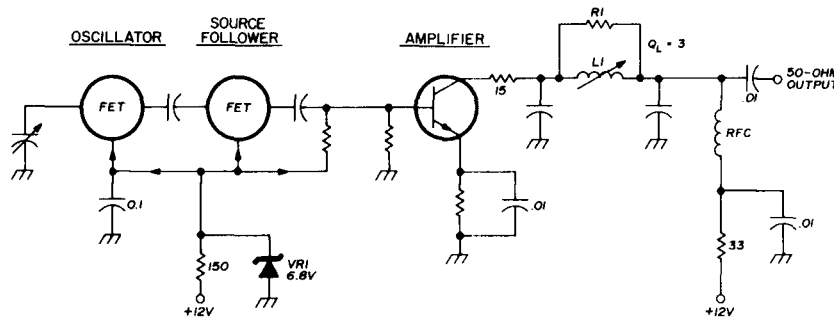 OSCILLATOR
SOURCE
FOLLOWER
AMPLIFIER
R1
QL = 3
L1
FET
FET
15
.01
50-OHM
OUTPUT
RFC
0.1
150
VR1
6.8V
+12V
.01
.01
33
+12V